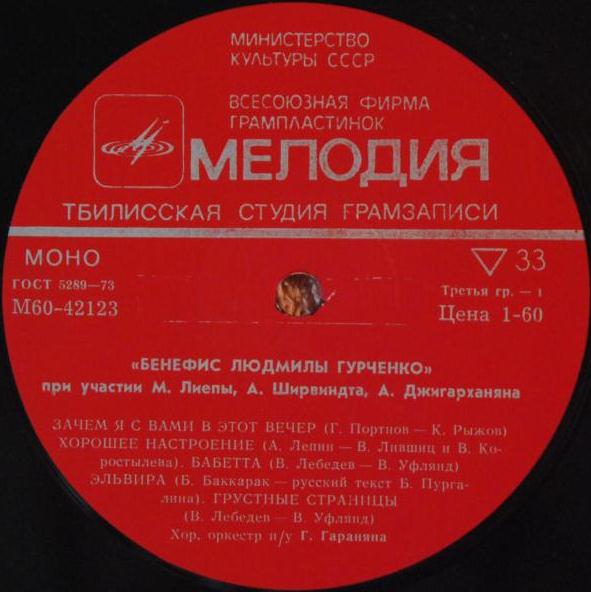 МИНИСТЕРСТВО
КУЛЬТУРЫ СССР
ВСЕСОЮЗНАЯ ФИРМА
ГРАМПЛАСТИНОК
МЕЛОДИЯ
ТБИЛИССКАЯ СТУДИЯ ГРАМЗАПИСИ
МОНО
33
ГОСТ 5289—73
Третья гр. — 1
М60-42123
Цена 1-60
«БЕНЕФИС ЛЮДМИЛЫ ГУРЧЕНКО»
при участии М. Лиепы, А. Ширвиндта, А. Джигарханяна
ЗАЧЕМ Я С ВАМИ В ЭТОТ ВЕЧЕР (Г. Портнов — К. Рыжов)
ХОРОШЕЕ НАСТРОЕНИЕ (А. Лепин — В. Лившиц и В. Ко-
ростылева). БАБЕТТА (В. Лебедев — В. Уфлянд)
ЭЛЬВИРА (Б. Баккарак — русский текст Б. Пурга-
лина). ГРУСТНЫЕ СТРАНИЦЫ
(В. Лебедев — В. Уфлянд)
Хор, оркестр п/у Г. Гараняна